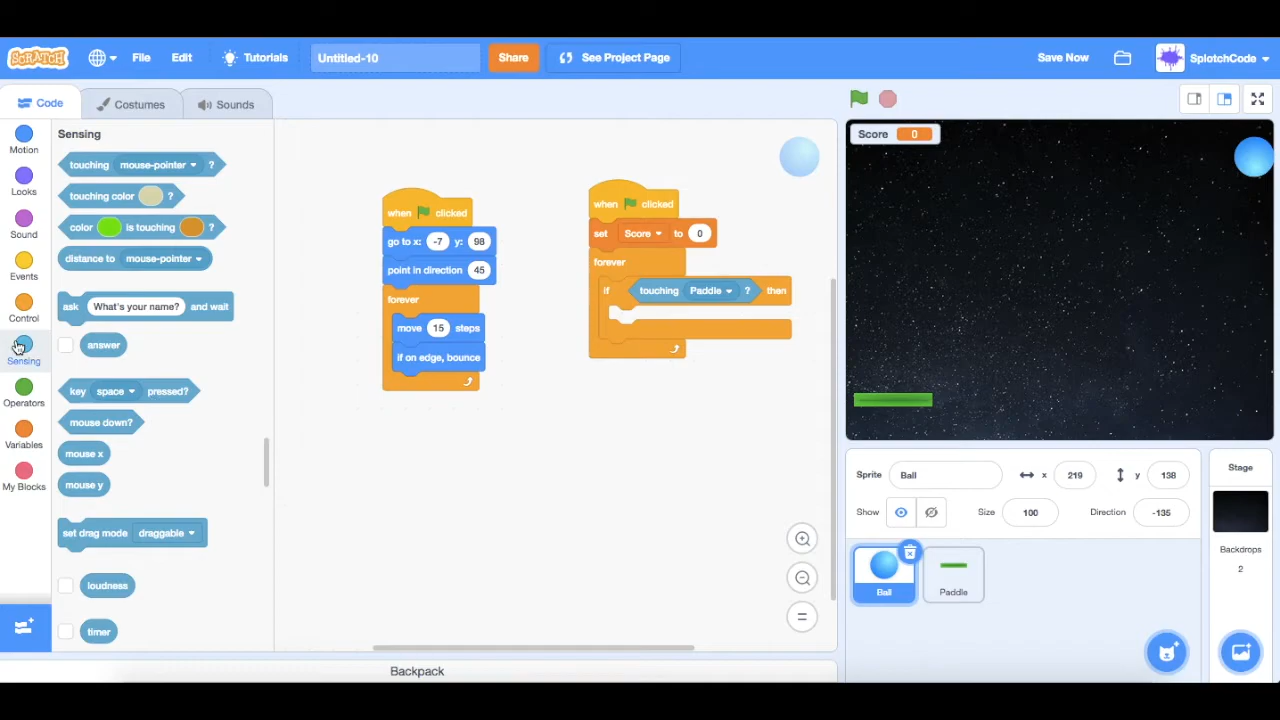 SCRATCH
File
Edit
Tutorials
Untitled-10
Share
See Project Page
Save Now
SplotchCode
Code
Costumes
Sounds
Motion
Looks
Sound
Events
Control
Sensing
Operators
Variables
My Blocks
Sensing
touching mouse-pointer ?
touching color ?
color is touching ?
distance to mouse-pointer
ask What's your name? and wait
answer
key space pressed?
mouse down?
mouse x
mouse y
set drag mode draggable
loudness
timer
when clicked
go to x: -7 y: 98
point in direction 45
forever
move 15 steps
if on edge, bounce
when clicked
set Score to 0
forever
if touching Paddle ? then
Backpack
Score 0
Sprite Ball x 219 y 138
Show Size 100 Direction -135
Ball
Paddle
Stage
Backdrops
2